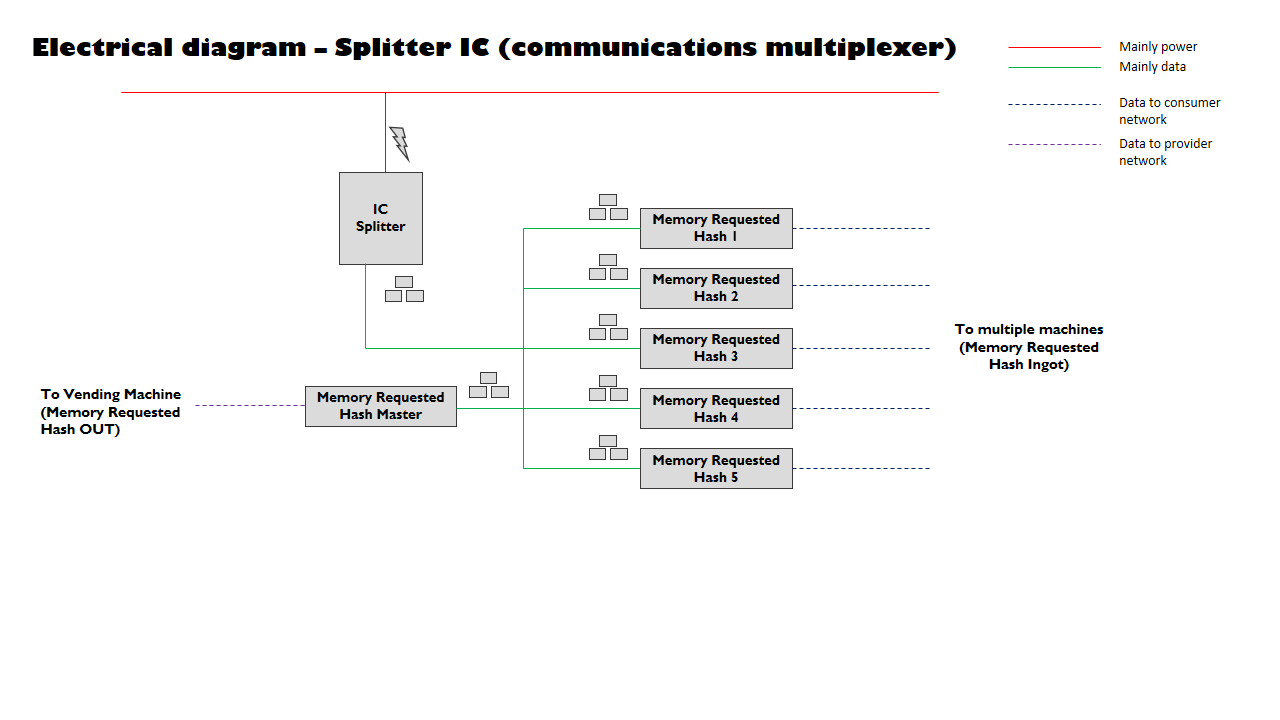 Electrical diagram – Splitter IC (communications multiplexer)
Mainly power
Mainly data
Data to consumer
network
Data to provider
network
IC
Splitter
Memory Requested
Hash 1
Memory Requested
Hash 2
Memory Requested
Hash 3
To multiple machines
(Memory Requested
Hash Ingot)
To Vending Machine
(Memory Requested
Hash OUT)
Memory Requested
Hash Master
Memory Requested
Hash 4
Memory Requested
Hash 5